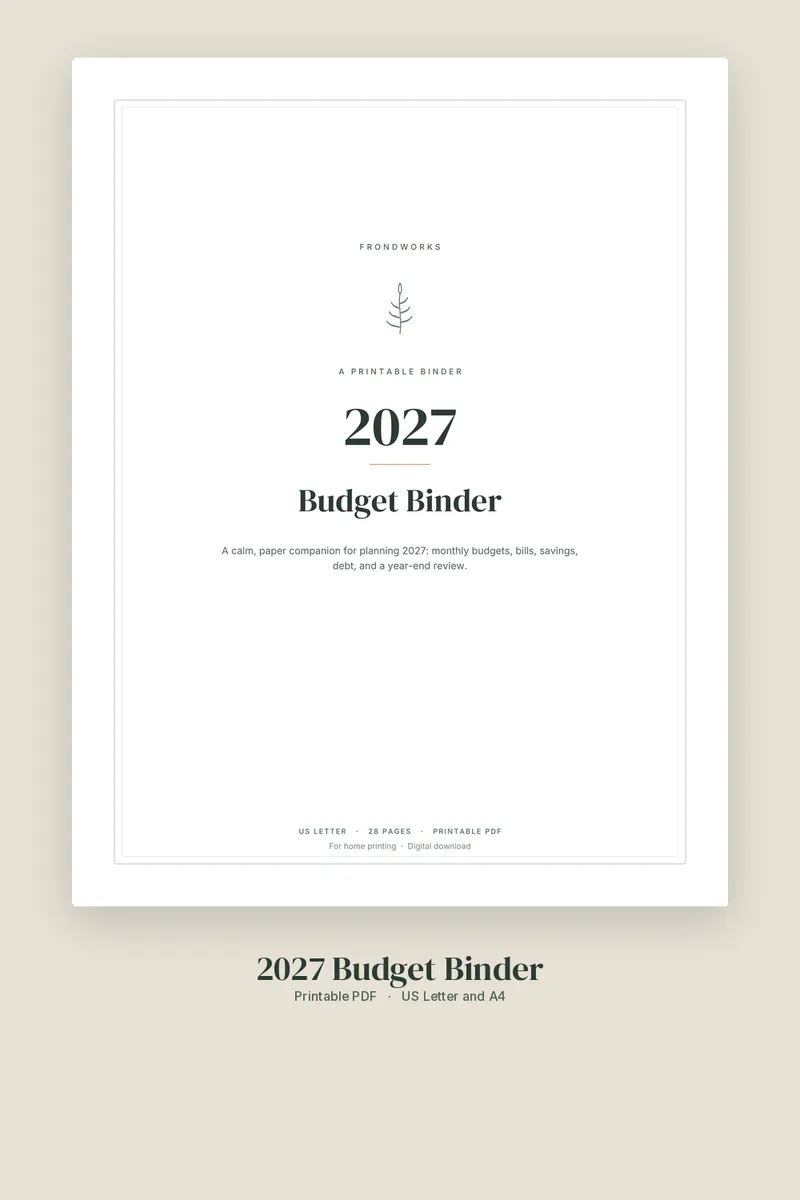 FRONDWORKS
A PRINTABLE BINDER
2027
Budget Binder
A calm, paper companion for planning 2027: monthly budgets, bills, savings,
debt, and a year-end review.
US LETTER · 28 PAGES · PRINTABLE PDF
For home printing · Digital download
2027 Budget Binder
Printable PDF · US Letter and A4